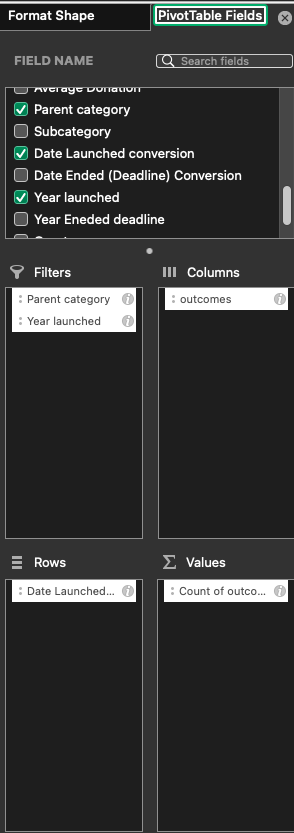 Format Shape
PivotTable Fields
FIELD NAME
Search fields
Average Donation
Parent category
Subcategory
Date Launched conversion
Date Ended (Deadline) Conversion
Year launched
Year Eneded deadline
Filters
Columns
Parent category
outcomes
Year launched
Rows
Values
Date Launched...
Count of outco...